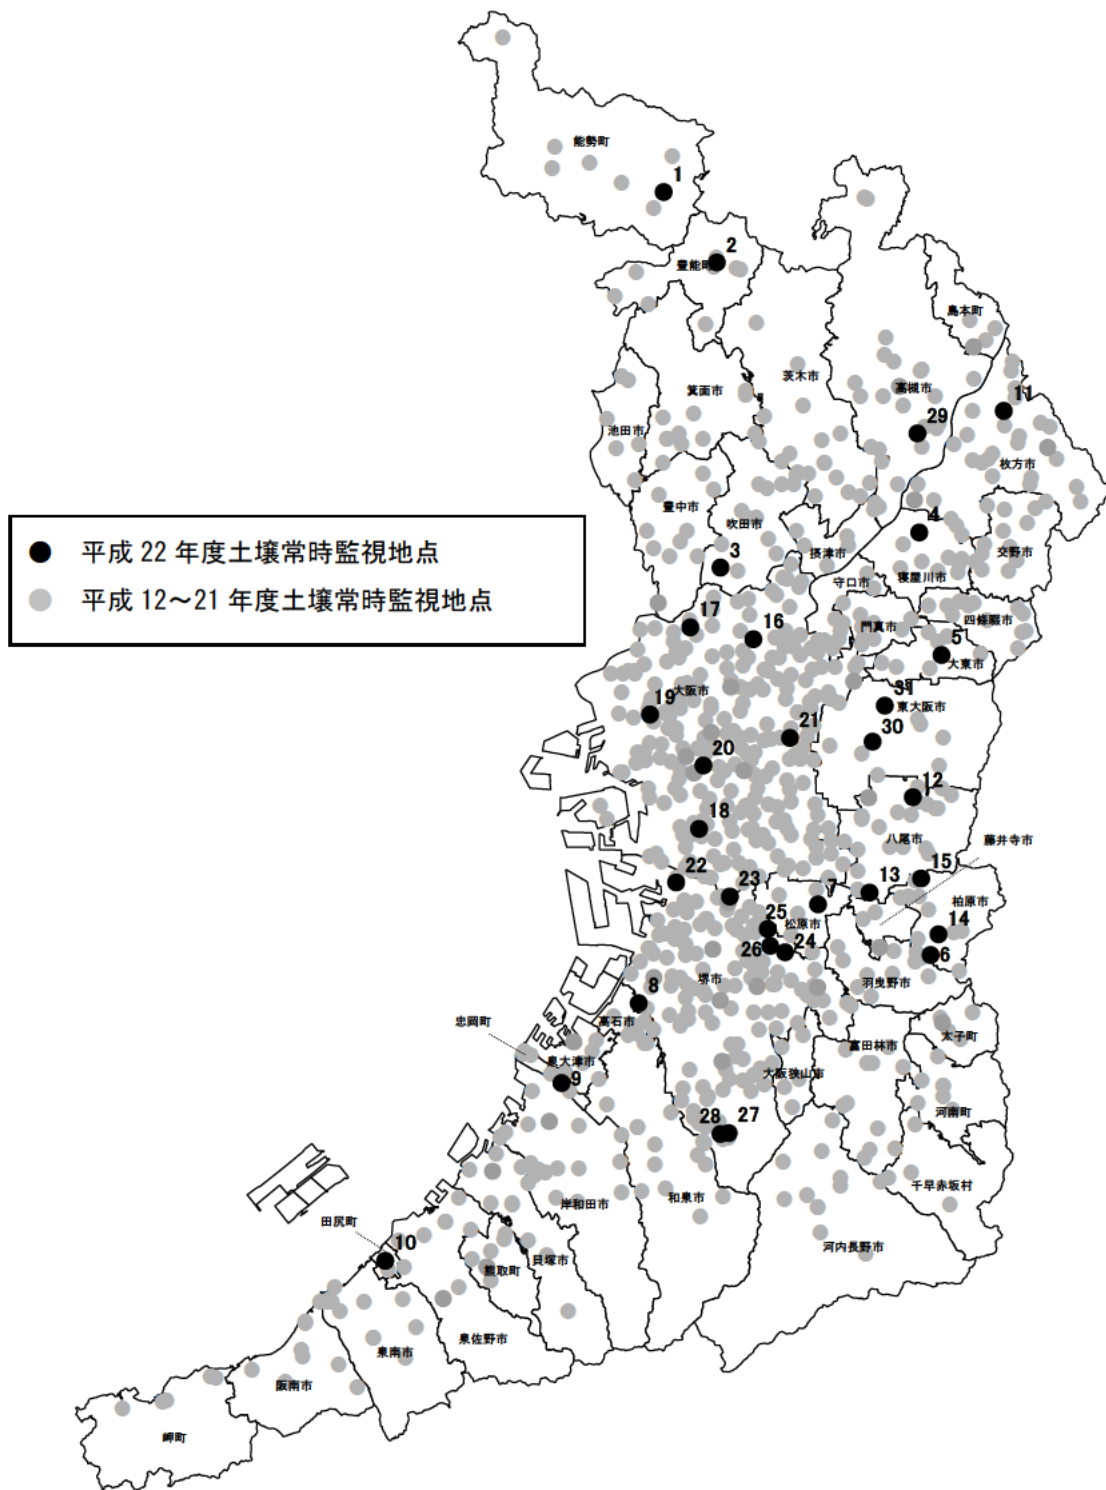 能勢町
1
2
豊能町
島本町
茨木市
高槻市
箕面市
11
池田市
29
枚方市
豊中市
吹田市
4
● 平成 22 年度土壌常時監視地点
摂津市
交野市
3
守口市
寝屋川市
● 平成 12～21 年度土壌常時監視地点
17
16
門真市
四條畷市
5
大東市
19
大阪市
31
東大阪市
21
30
20
12
18
八尾市
藤井寺市
22
23
7
13
15
柏原市
25
松原市
14
26
24
6
堺市
羽曳野市
8
忠岡町
高石市
富田林市
太子町
泉大津市
9
大阪狭山市
河南町
28
27
千早赤坂村
岸和田市
和泉市
田尻町
10
河内長野市
貝塚市
熊取町
泉佐野市
泉南市
阪南市
岬町